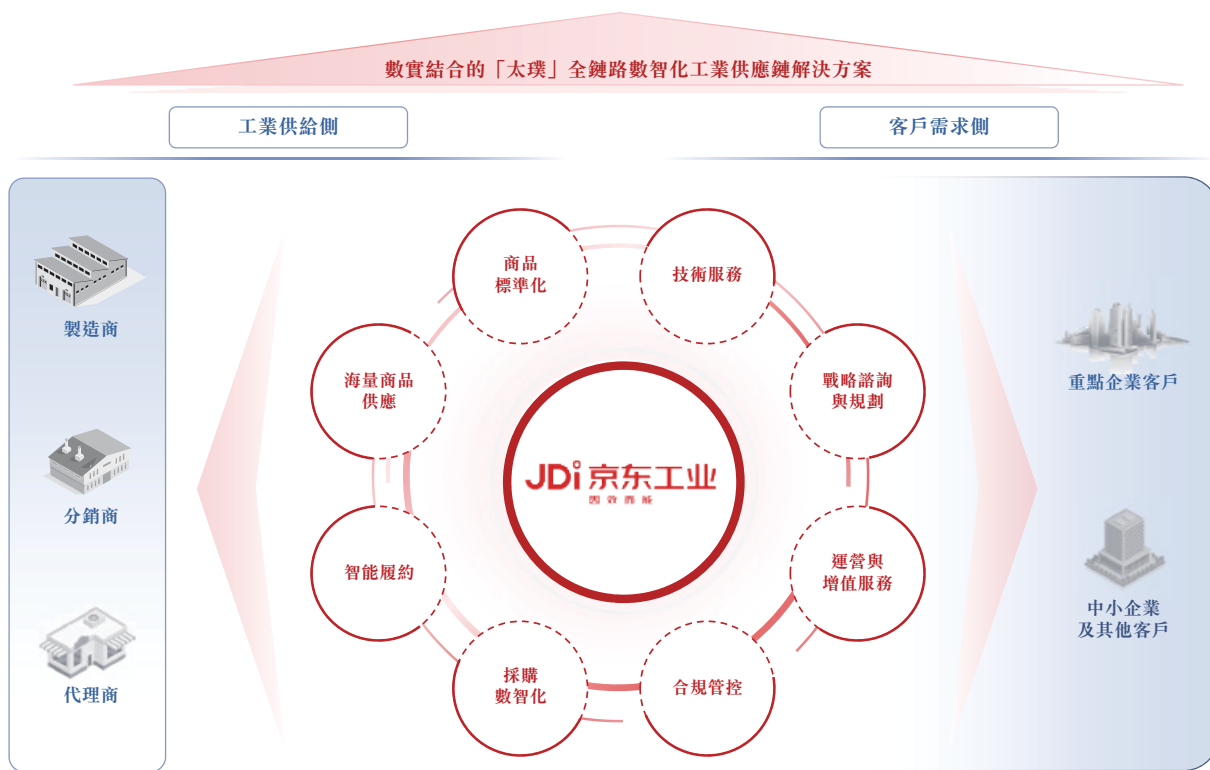 數實結合的「太璞」全鏈路數智化工業供應鏈解決方案
工業供給側
客戶需求側
製造商
分銷商
代理商
商品
標準化
技術服務
海量商品
供應
戰略諮詢
與規劃
JDi 京东工业
智能履約
運營與
增值服務
採購
數智化
合規管控
重點企業客戶
中小企業
及其他客戶